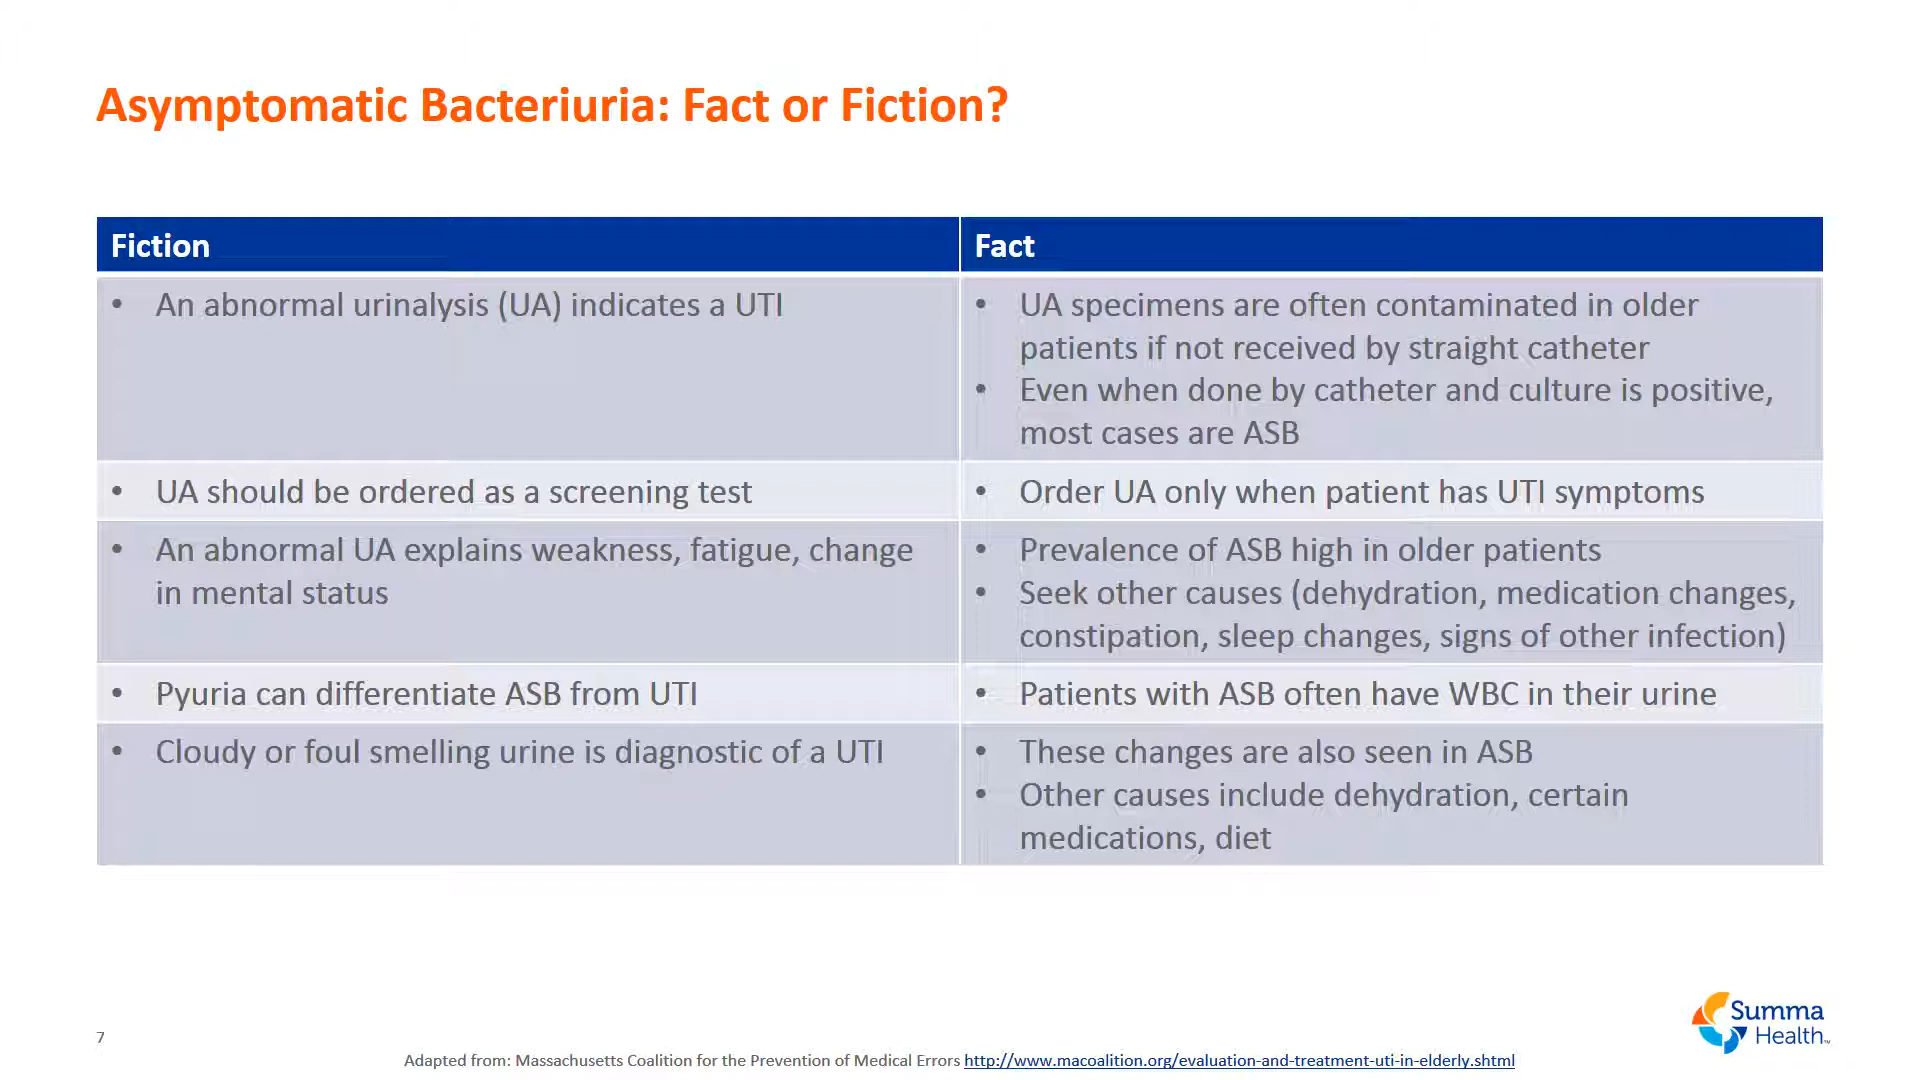 Asymptomatic Bacteriuria: Fact or Fiction?
Fiction
Fact
• An abnormal urinalysis (UA) indicates a UTI
• UA specimens are often contaminated in older
patients if not received by straight catheter
• Even when done by catheter and culture is positive,
most cases are ASB
• UA should be ordered as a screening test
• Order UA only when patient has UTI symptoms
• An abnormal UA explains weakness, fatigue, change
in mental status
• Prevalence of ASB high in older patients
• Seek other causes (dehydration, medication changes,
constipation, sleep changes, signs of other infection)
• Pyuria can differentiate ASB from UTI
• Patients with ASB often have WBC in their urine
• Cloudy or foul smelling urine is diagnostic of a UTI
• These changes are also seen in ASB
• Other causes include dehydration, certain
medications, diet
Summa
Health™
7
Adapted from: Massachusetts Coalition for the Prevention of Medical Errors http://www.macoalition.org/evaluation-and-treatment-uti-in-elderly.shtml